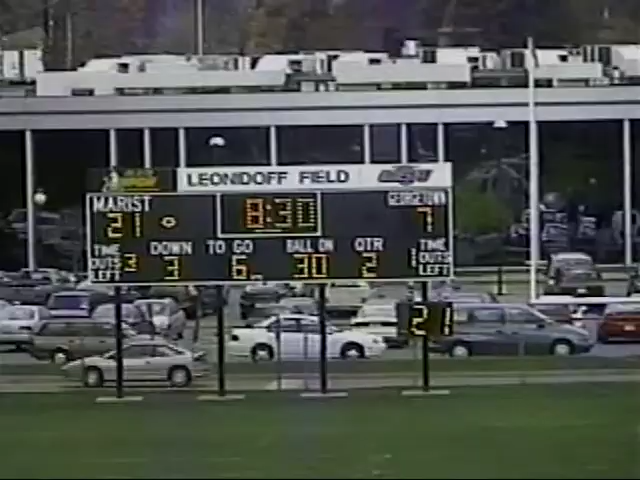 LEONIDOFF FIELD
MARIST 8:30 GEORGETOWN
21 7
TIME OUTS LEFT 3 DOWN 3 TO GO 6 BALL ON 30 QTR 2 1 TIME OUTS LEFT
21